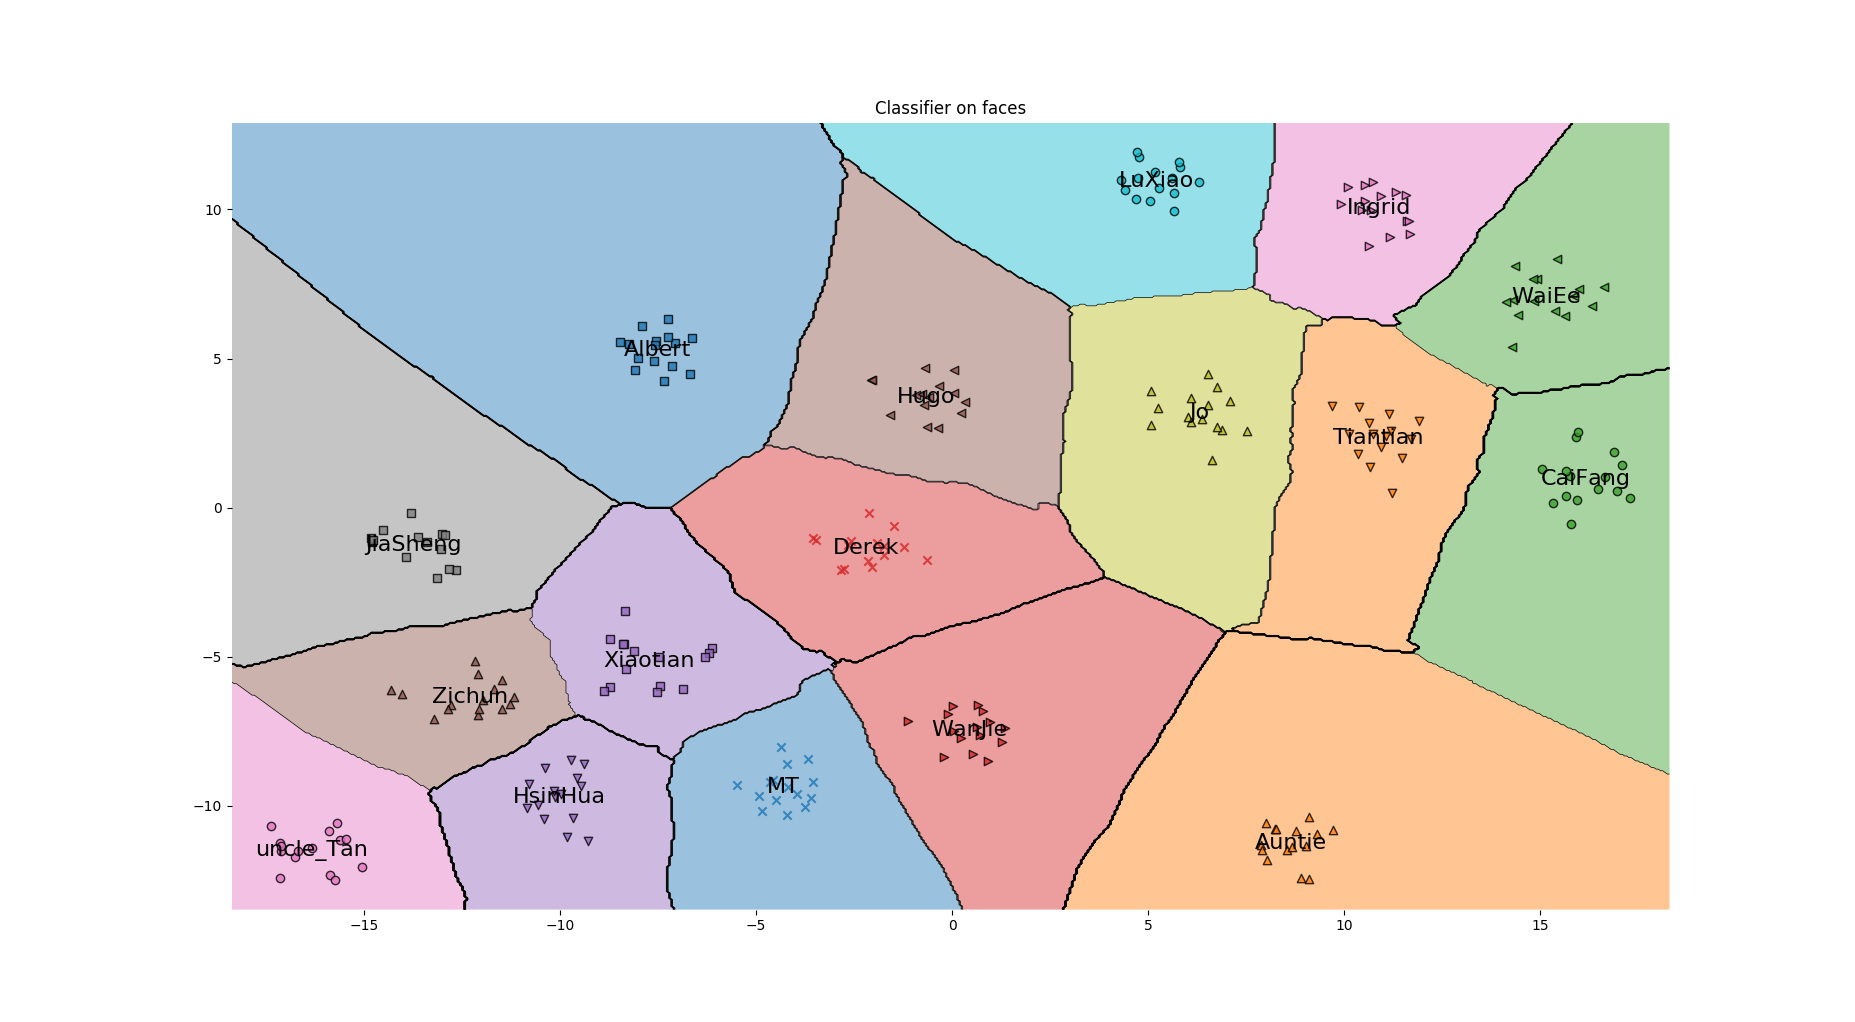 Classifier on faces
LuXiao
Ingrid
WaiEe
Albert
Hugo
Jo
Tiantian
CaiFang
JiaSheng
Derek
Xiaotian
Zichun
WanJie
MT
HsinHua
uncle_Tan
Auntie
10
5
0
−5
−10
−15
−10
−5
0
5
10
15